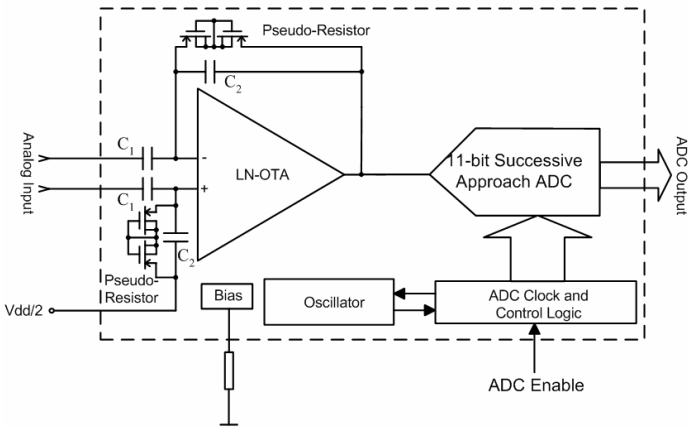 Pseudo-Resistor
C2
Analog Input
C1
-
LN-OTA
+
C1
C2
11-bit Successive
Approach ADC
ADC Output
Pseudo-
Resistor
Vdd/2
Bias
Oscillator
ADC Clock and
Control Logic
ADC Enable